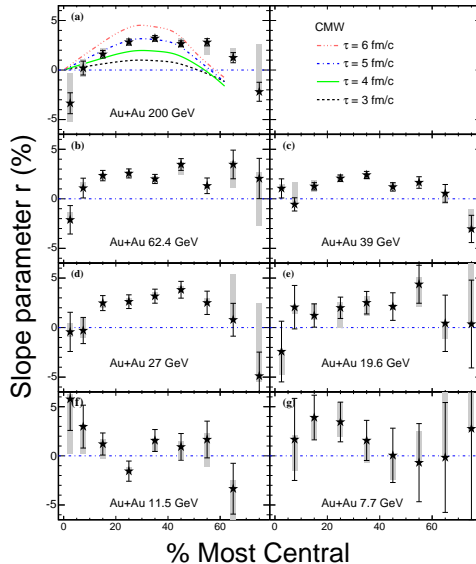 (a)
CMW
τ = 6 fm/c
τ = 5 fm/c
τ = 4 fm/c
τ = 3 fm/c
5
0
-5
Au+Au 200 GeV
(b)
(c)
5
0
-5
Au+Au 62.4 GeV
Au+Au 39 GeV
(d)
(e)
5
0
-5
Au+Au 27 GeV
Au+Au 19.6 GeV
(f)
(g)
5
0
-5
Au+Au 11.5 GeV
Au+Au 7.7 GeV
0 20 40 60 80
0 20 40 60 80
Slope parameter r (%)
% Most Central